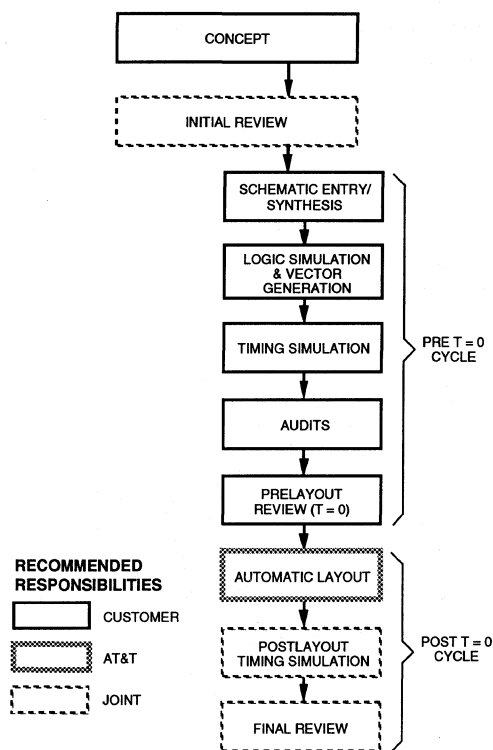 CONCEPT
INITIAL REVIEW
SCHEMATIC ENTRY/
SYNTHESIS
LOGIC SIMULATION
& VECTOR
GENERATION
TIMING SIMULATION
PRE T = 0
CYCLE
AUDITS
PRELAYOUT
REVIEW (T = 0)
AUTOMATIC LAYOUT
POSTLAYOUT
TIMING SIMULATION
POST T = 0
CYCLE
FINAL REVIEW
RECOMMENDED
RESPONSIBILITIES
CUSTOMER
AT&T
JOINT